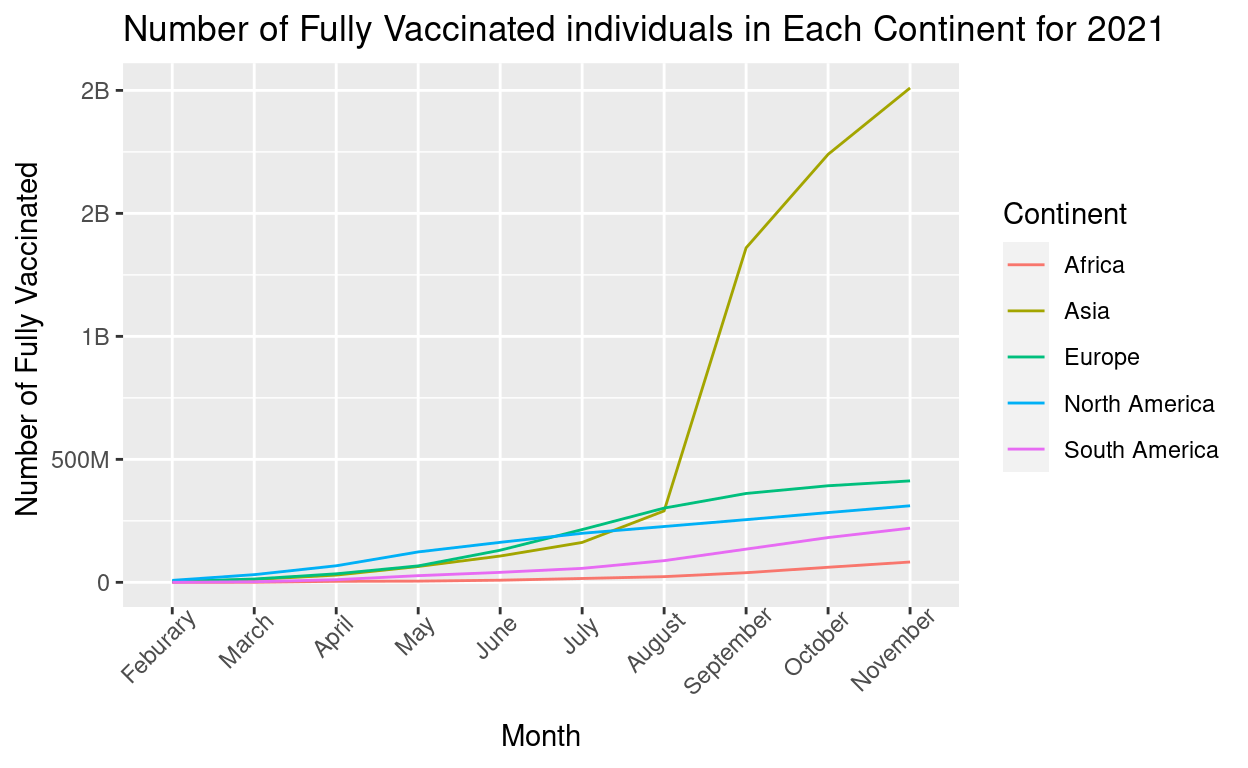 Number of Fully Vaccinated individuals in Each Continent for 2021
Number of Fully Vaccinated
2B
2B
1B
500M
0
Feburary
March
April
May
June
July
August
September
October
November
Month
Continent
Africa
Asia
Europe
North America
South America